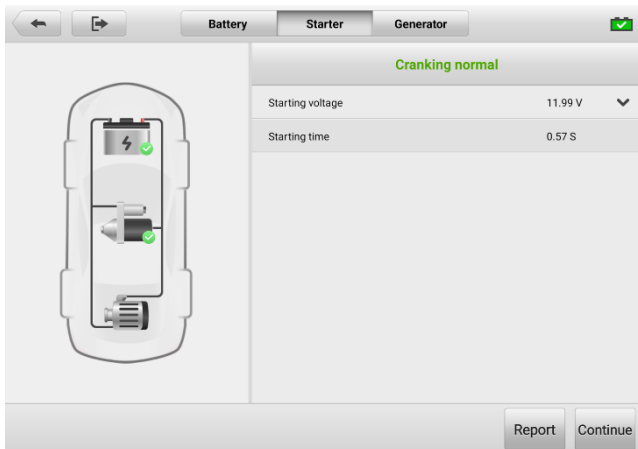 Battery Starter Generator
Cranking normal
Starting voltage 11.99 V
Starting time 0.57 S
Report Continue